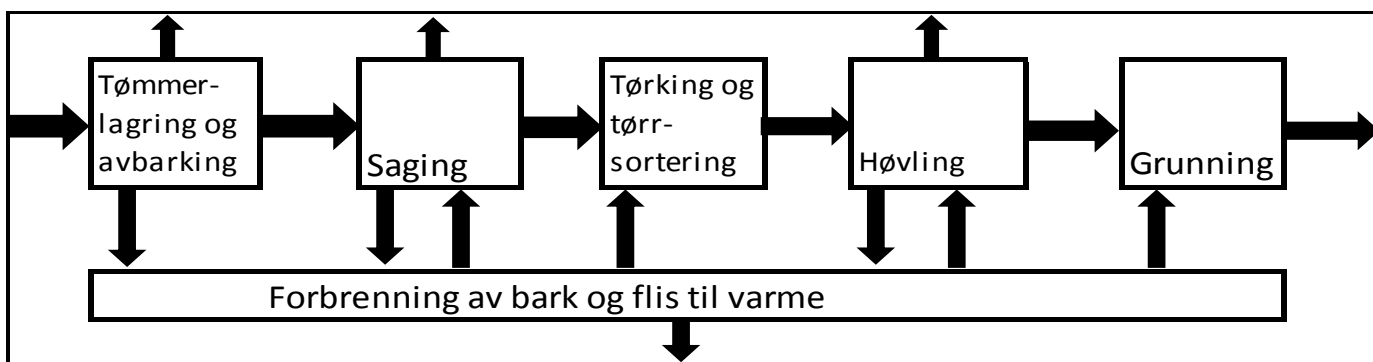 Tømmer-
lagring og
avbarking
Saging
Tørking og
tørr-
sortering
Høvling
Grunning
Forbrenning av bark og flis til varme